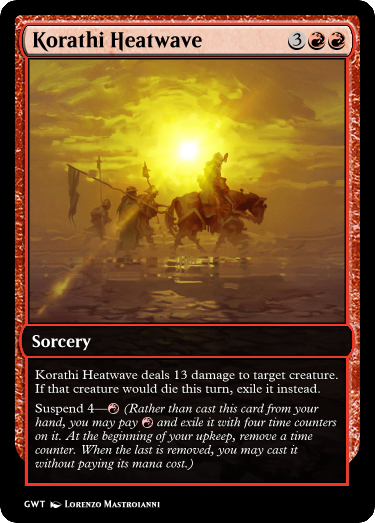 Korathi Heatwave 3
Sorcery
Korathi Heatwave deals 13 damage to target creature.
If that creature would die this turn, exile it instead.
Suspend 4— (Rather than cast this card from your
hand, you may pay and exile it with four time counters
on it. At the beginning of your upkeep, remove a time
counter. When the last is removed, you may cast it
without paying its mana cost.)
GWT Lorenzo Mastroianni